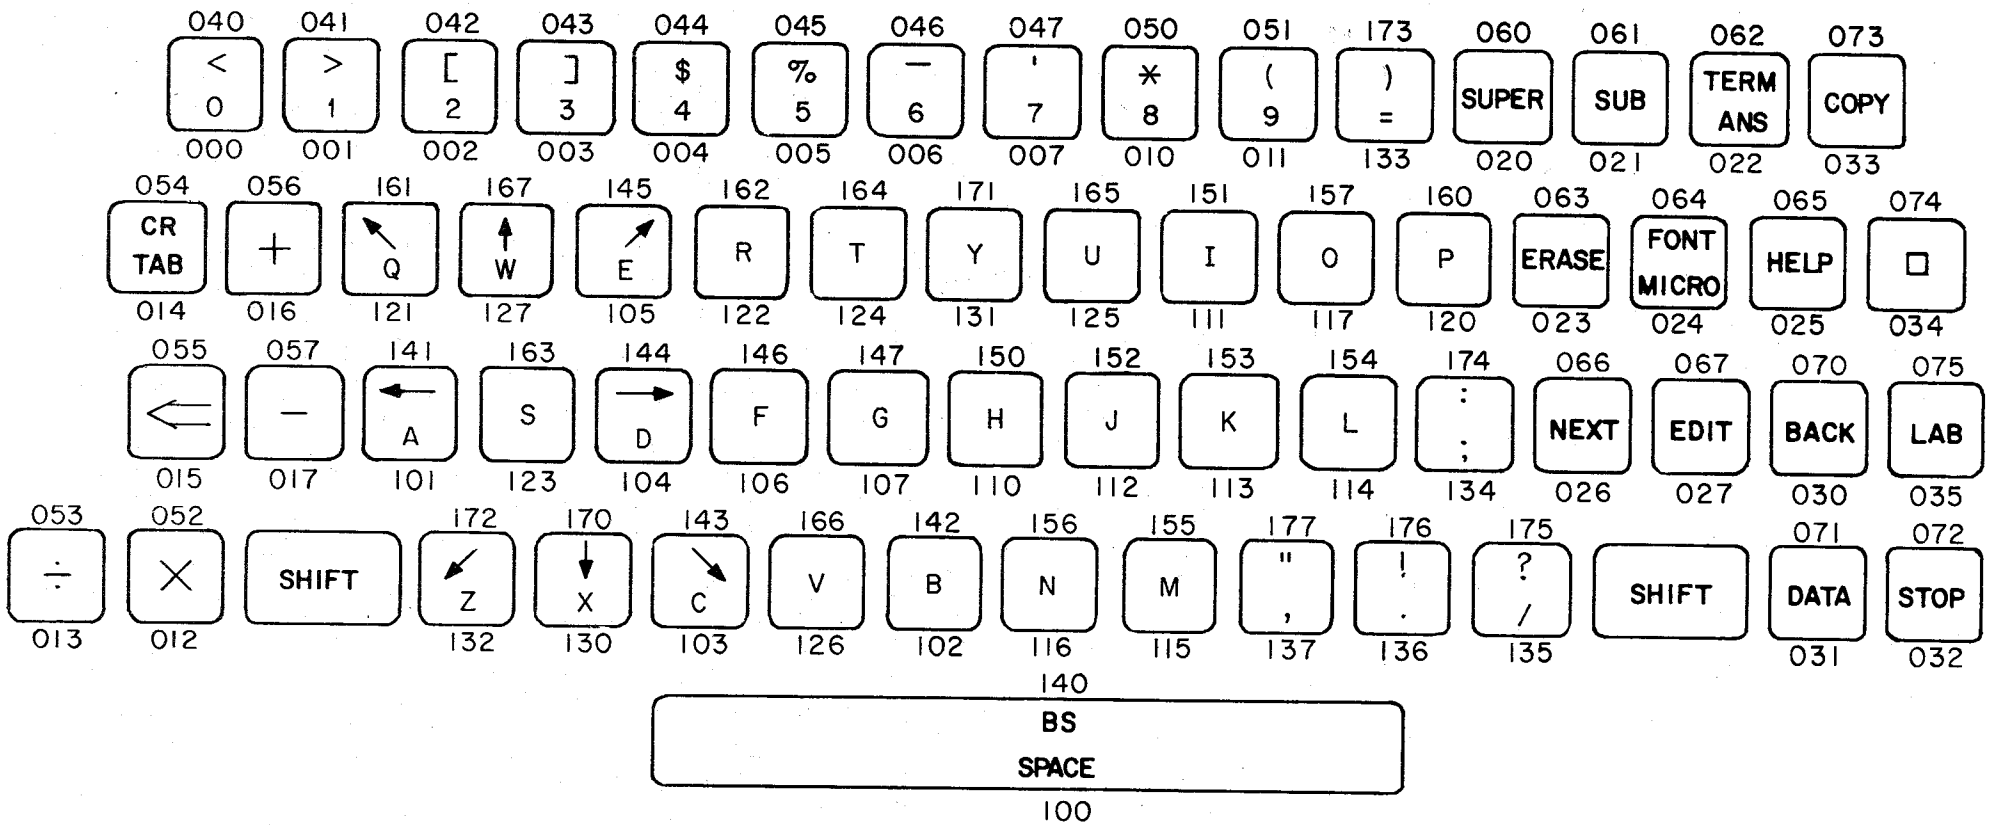 040 041 042 043 044 045 046 047 050 051 173 060 061 062 073
< > [ ] $ % — ' * ( ) SUPER SUB TERM COPY
0 1 2 3 4 5 6 7 8 9 = ANS
000 001 002 003 004 005 006 007 010 011 133 020 021 022 033
054 056 161 167 145 162 164 171 165 151 157 160 063 064 065 074
CR + ↖ ↑ ↗ R T Y U I O P ERASE FONT HELP □
TAB Q W E MICRO
014 016 121 127 105 122 124 131 125 111 117 120 023 024 025 034
055 057 141 163 144 146 147 150 152 153 154 174 066 067 070 075
⇐ − ← S → F G H J K L : NEXT EDIT BACK LAB
A D ;
015 017 101 123 104 106 107 110 112 113 114 134 026 027 030 035
053 052 172 170 143 166 142 156 155 177 176 175 071 072
÷ × SHIFT ↙ ↓ ↘ V B N M " ! ? SHIFT DATA STOP
Z X C , . /
013 012 132 130 103 126 102 116 115 137 136 135 031 032
140
BS
SPACE
100